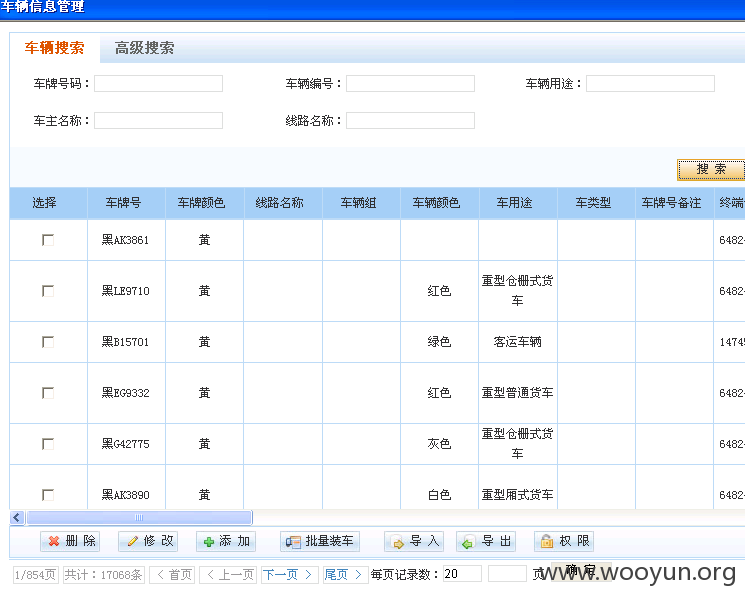 车辆信息管理
车辆搜索 高级搜索
车牌号码： 车辆编号： 车辆用途：
车主名称： 线路名称：
搜 索
选择 车牌号 车牌颜色 线路名称 车辆组 车辆颜色 车用途 车类型 车牌号备注 终端
黑AK3861 黄 6482
黑LE9710 黄 红色 重型仓栅式货车 6482
黑B15701 黄 绿色 客运车辆 14745
黑EG9332 黄 红色 重型普通货车 6482
黑G42775 黄 灰色 重型仓栅式货车 6482
黑AK3890 黄 白色 重型厢式货车 6482
删 除 修 改 添 加 批量装车 导 入 导 出 权 限
1/854页 共计：17068条 首页 上一页 下一页 尾页 每页记录数：20 页 确 定
www.wooyun.org